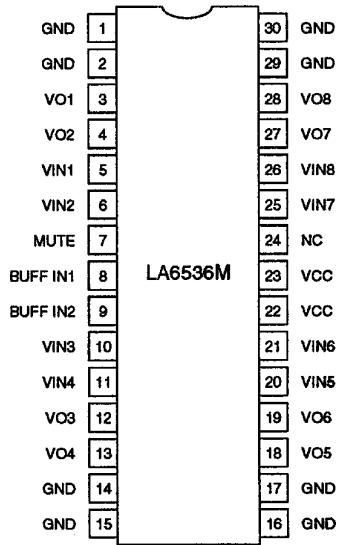 GND 1 30 GND
GND 2 29 GND
VO1 3 28 VO8
VO2 4 27 VO7
VIN1 5 26 VIN8
VIN2 6 25 VIN7
MUTE 7 24 NC
BUFF IN1 8 LA6536M 23 VCC
BUFF IN2 9 22 VCC
VIN3 10 21 VIN6
VIN4 11 20 VIN5
VO3 12 19 VO6
VO4 13 18 VO5
GND 14 17 GND
GND 15 16 GND